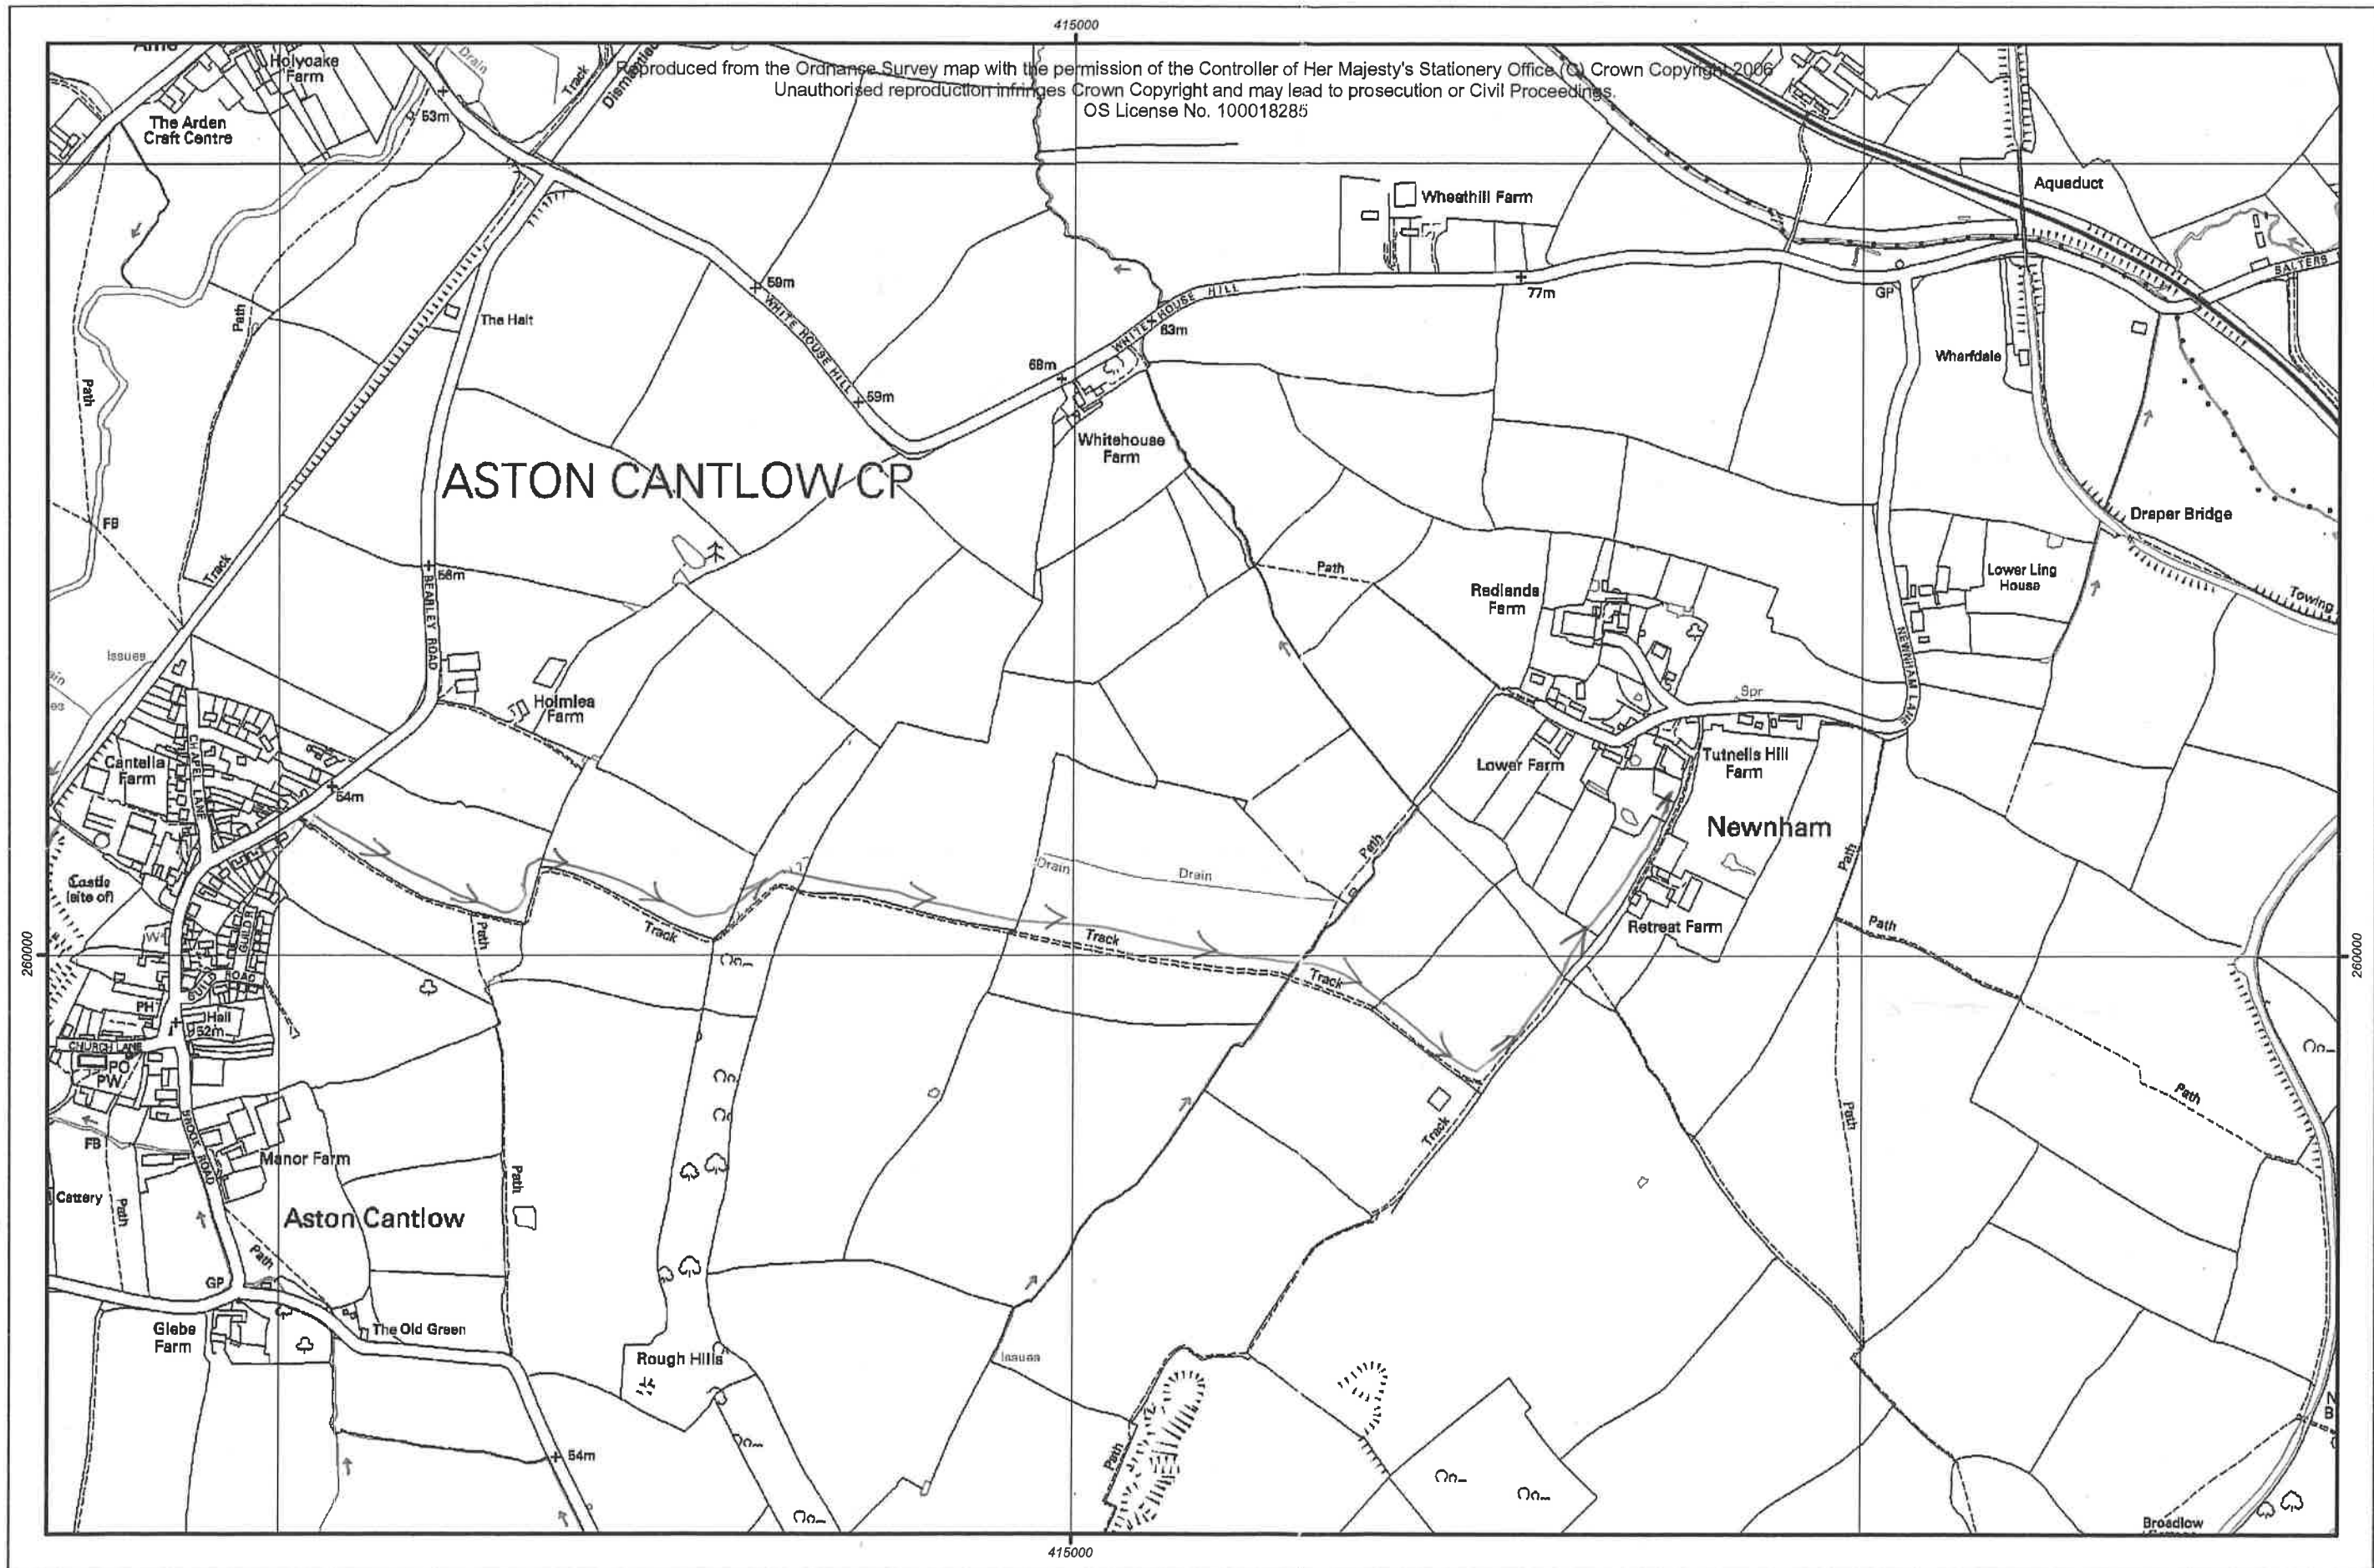 415000
Reproduced from the Ordnance Survey map with the permission of the Controller of Her Majesty's Stationery Office (C) Crown Copyright 2006
Unauthorised reproduction infringes Crown Copyright and may lead to prosecution or Civil Proceedings.
OS License No. 100018285
Holyoake
Farm
Drain
Track
The Arden
Craft Centre
53m
Aqueduct
Wheathill Farm
Path
The Halt
59m
WHITE HOUSE HILL
WHITE HOUSE HILL
77m
GP
SALTERS
63m
68m
59m
Wharfdale
Path
Whitehouse
Farm
ASTON CANTLOW CP
Draper Bridge
FB
Track
56m
BEARLEY ROAD
Path
Redlands
Farm
Lower Ling
House
Towing
Issues
NEWNHAM LANE
Spr
Holmlea
Farm
Cantella
Farm
CHAPEL LANE
Lower Farm
Tutnells Hill
Farm
54m
Newnham
Path
Path
Drain
Drain
Castle
(site of)
GUILD R
Path
Track
Track
Retreat Farm
Path
260000
260000
GUILD ROAD
Track
PH
Hall
52m
CHURCH LANE
PO
PW
Path
Path
Track
BROOK ROAD
FB
Manor Farm
Cattery
Path
Path
Aston Cantlow
Path
GP
Glebe
Farm
The Old Green
Rough Hills
Issues
Path
54m
Broadlow
415000